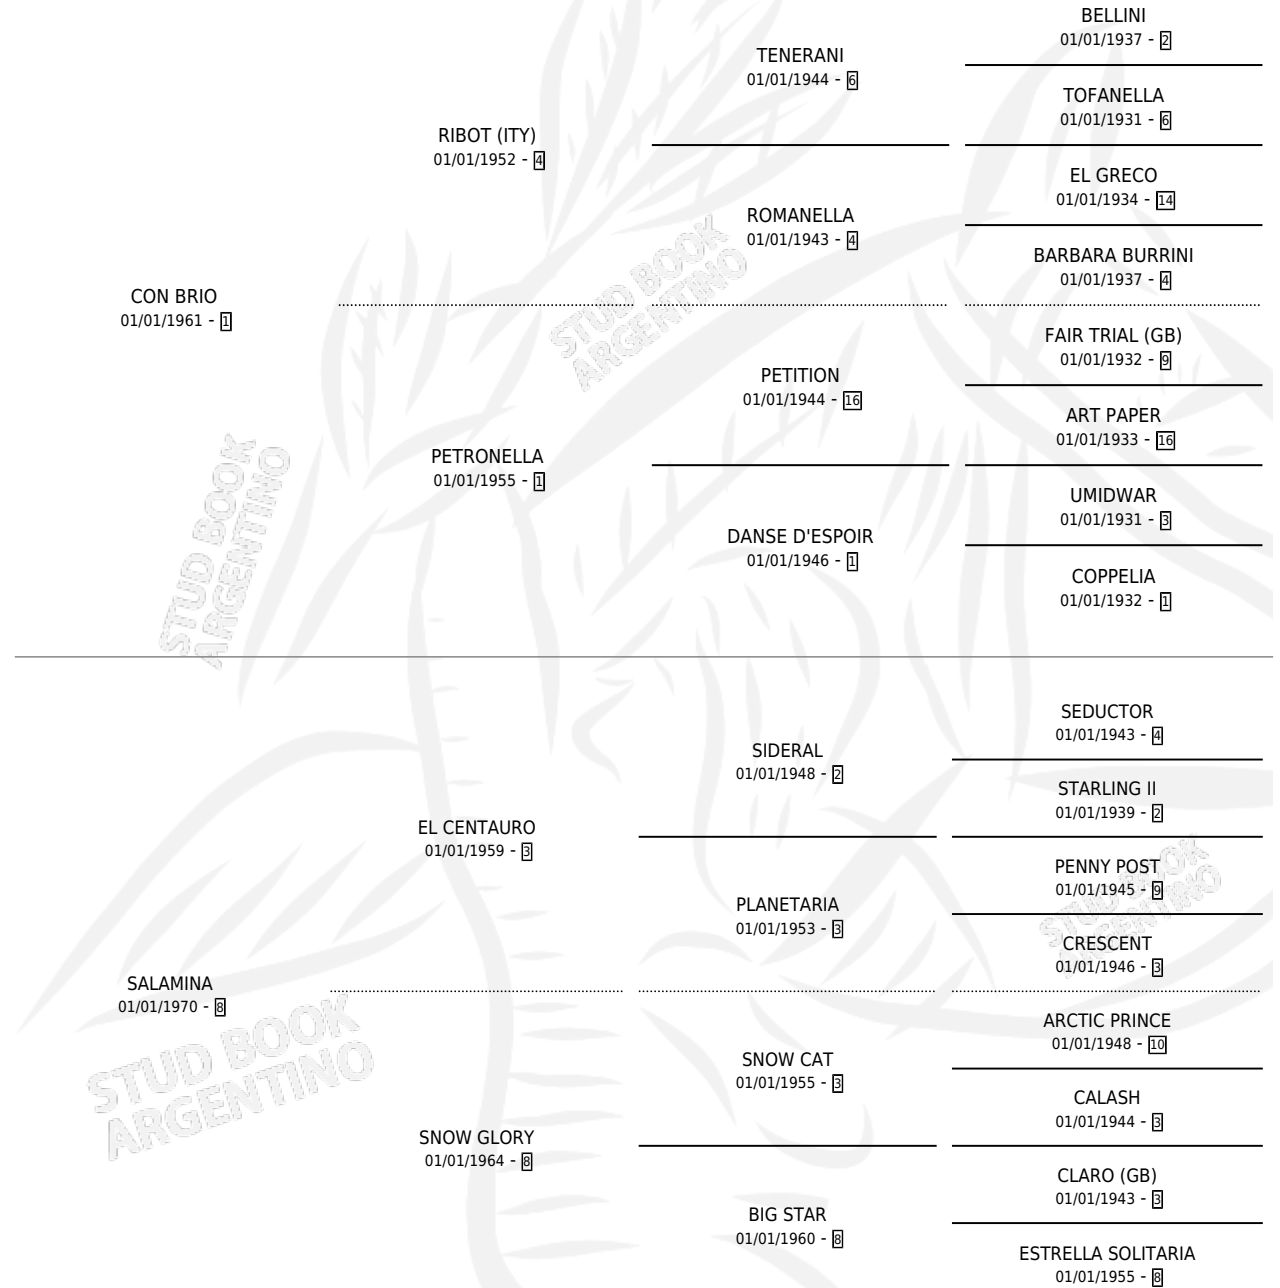 BELLINI
01/01/1937 - 2
TENERANI
01/01/1944 - 6
TOFANELLA
01/01/1931 - 6
RIBOT (ITY)
01/01/1952 - 4
EL GRECO
01/01/1934 - 14
ROMANELLA
01/01/1943 - 4
BARBARA BURRINI
01/01/1937 - 4
CON BRIO
01/01/1961 - 1
FAIR TRIAL (GB)
01/01/1932 - 9
PETITION
01/01/1944 - 16
ART PAPER
01/01/1933 - 16
PETRONELLA
01/01/1955 - 1
UMIDWAR
01/01/1931 - 3
DANSE D'ESPOIR
01/01/1946 - 1
COPPELIA
01/01/1932 - 1
SEDUCTOR
01/01/1943 - 4
SIDERAL
01/01/1948 - 2
STARLING II
01/01/1939 - 2
EL CENTAURO
01/01/1959 - 3
PENNY POST
01/01/1945 - 9
PLANETARIA
01/01/1953 - 3
CRESCENT
01/01/1946 - 3
SALAMINA
01/01/1970 - 8
ARCTIC PRINCE
01/01/1948 - 10
SNOW CAT
01/01/1955 - 3
CALASH
01/01/1944 - 3
SNOW GLORY
01/01/1964 - 8
CLARO (GB)
01/01/1943 - 3
BIG STAR
01/01/1960 - 8
ESTRELLA SOLITARIA
01/01/1955 - 8
STUD BOOK
ARGENTINO
STUD BOOK
ARGENTINO
STUD BOOK
ARGENTINO
STUD BOOK
ARGENTINO